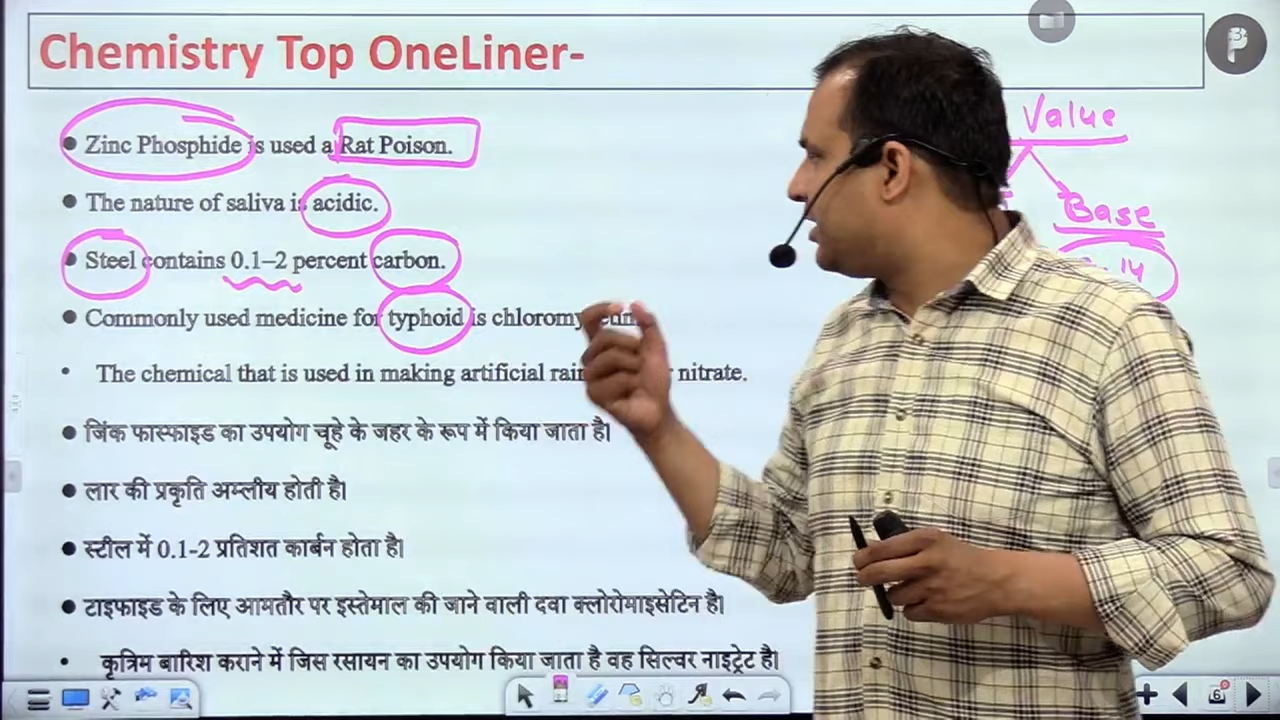 Chemistry Top OneLiner-
Value
Zinc Phosphide is used a Rat Poison.
The nature of saliva is acidic.
Base
Steel contains 0.1–2 percent carbon.
14
Commonly used medicine for typhoid is
The chemical that is used in making artificial nitrate.
जिंक फास्फाइड का उपयोग चूहे के जहर के रूप में किया जाता है।
लार की प्रकृति अम्लीय होती है।
स्टील में 0.1-2 प्रतिशत कार्बन होता है।
टाइफाइड के लिए आमतौर पर इस्तेमाल की जाने वाली दवा क्लोरोमाइसेटिन है।
कृत्रिम बारिश कराने में जिस रसायन का उपयोग किया जाता है वह सिल्वर नाइट्रेट है।
6